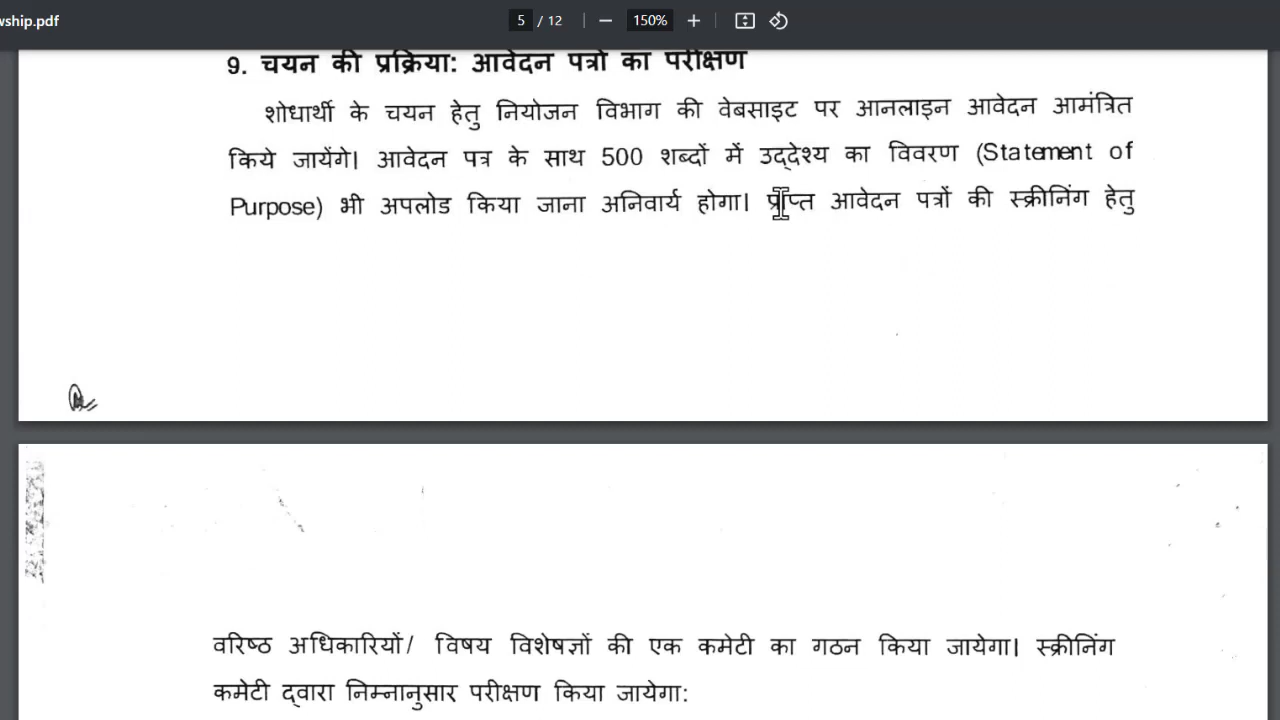 wship.pdf
5 / 12 150%
9. चयन की प्रक्रिया: आवेदन पत्रो का परीक्षण
शोधार्थी के चयन हेतु नियोजन विभाग की वेबसाइट पर आनलाइन आवेदन आमंत्रित
किये जायेंगे। आवेदन पत्र के साथ 500 शब्दों में उद्देश्य का विवरण (Statement of
Purpose) भी अपलोड किया जाना अनिवार्य होगा। प्राप्त आवेदन पत्रों की स्क्रीनिंग हेतु
वरिष्ठ अधिकारियों/ विषय विशेषज्ञों की एक कमेटी का गठन किया जायेगा। स्क्रीनिंग
कमेटी द्वारा निम्नानुसार परीक्षण किया जायेगा: